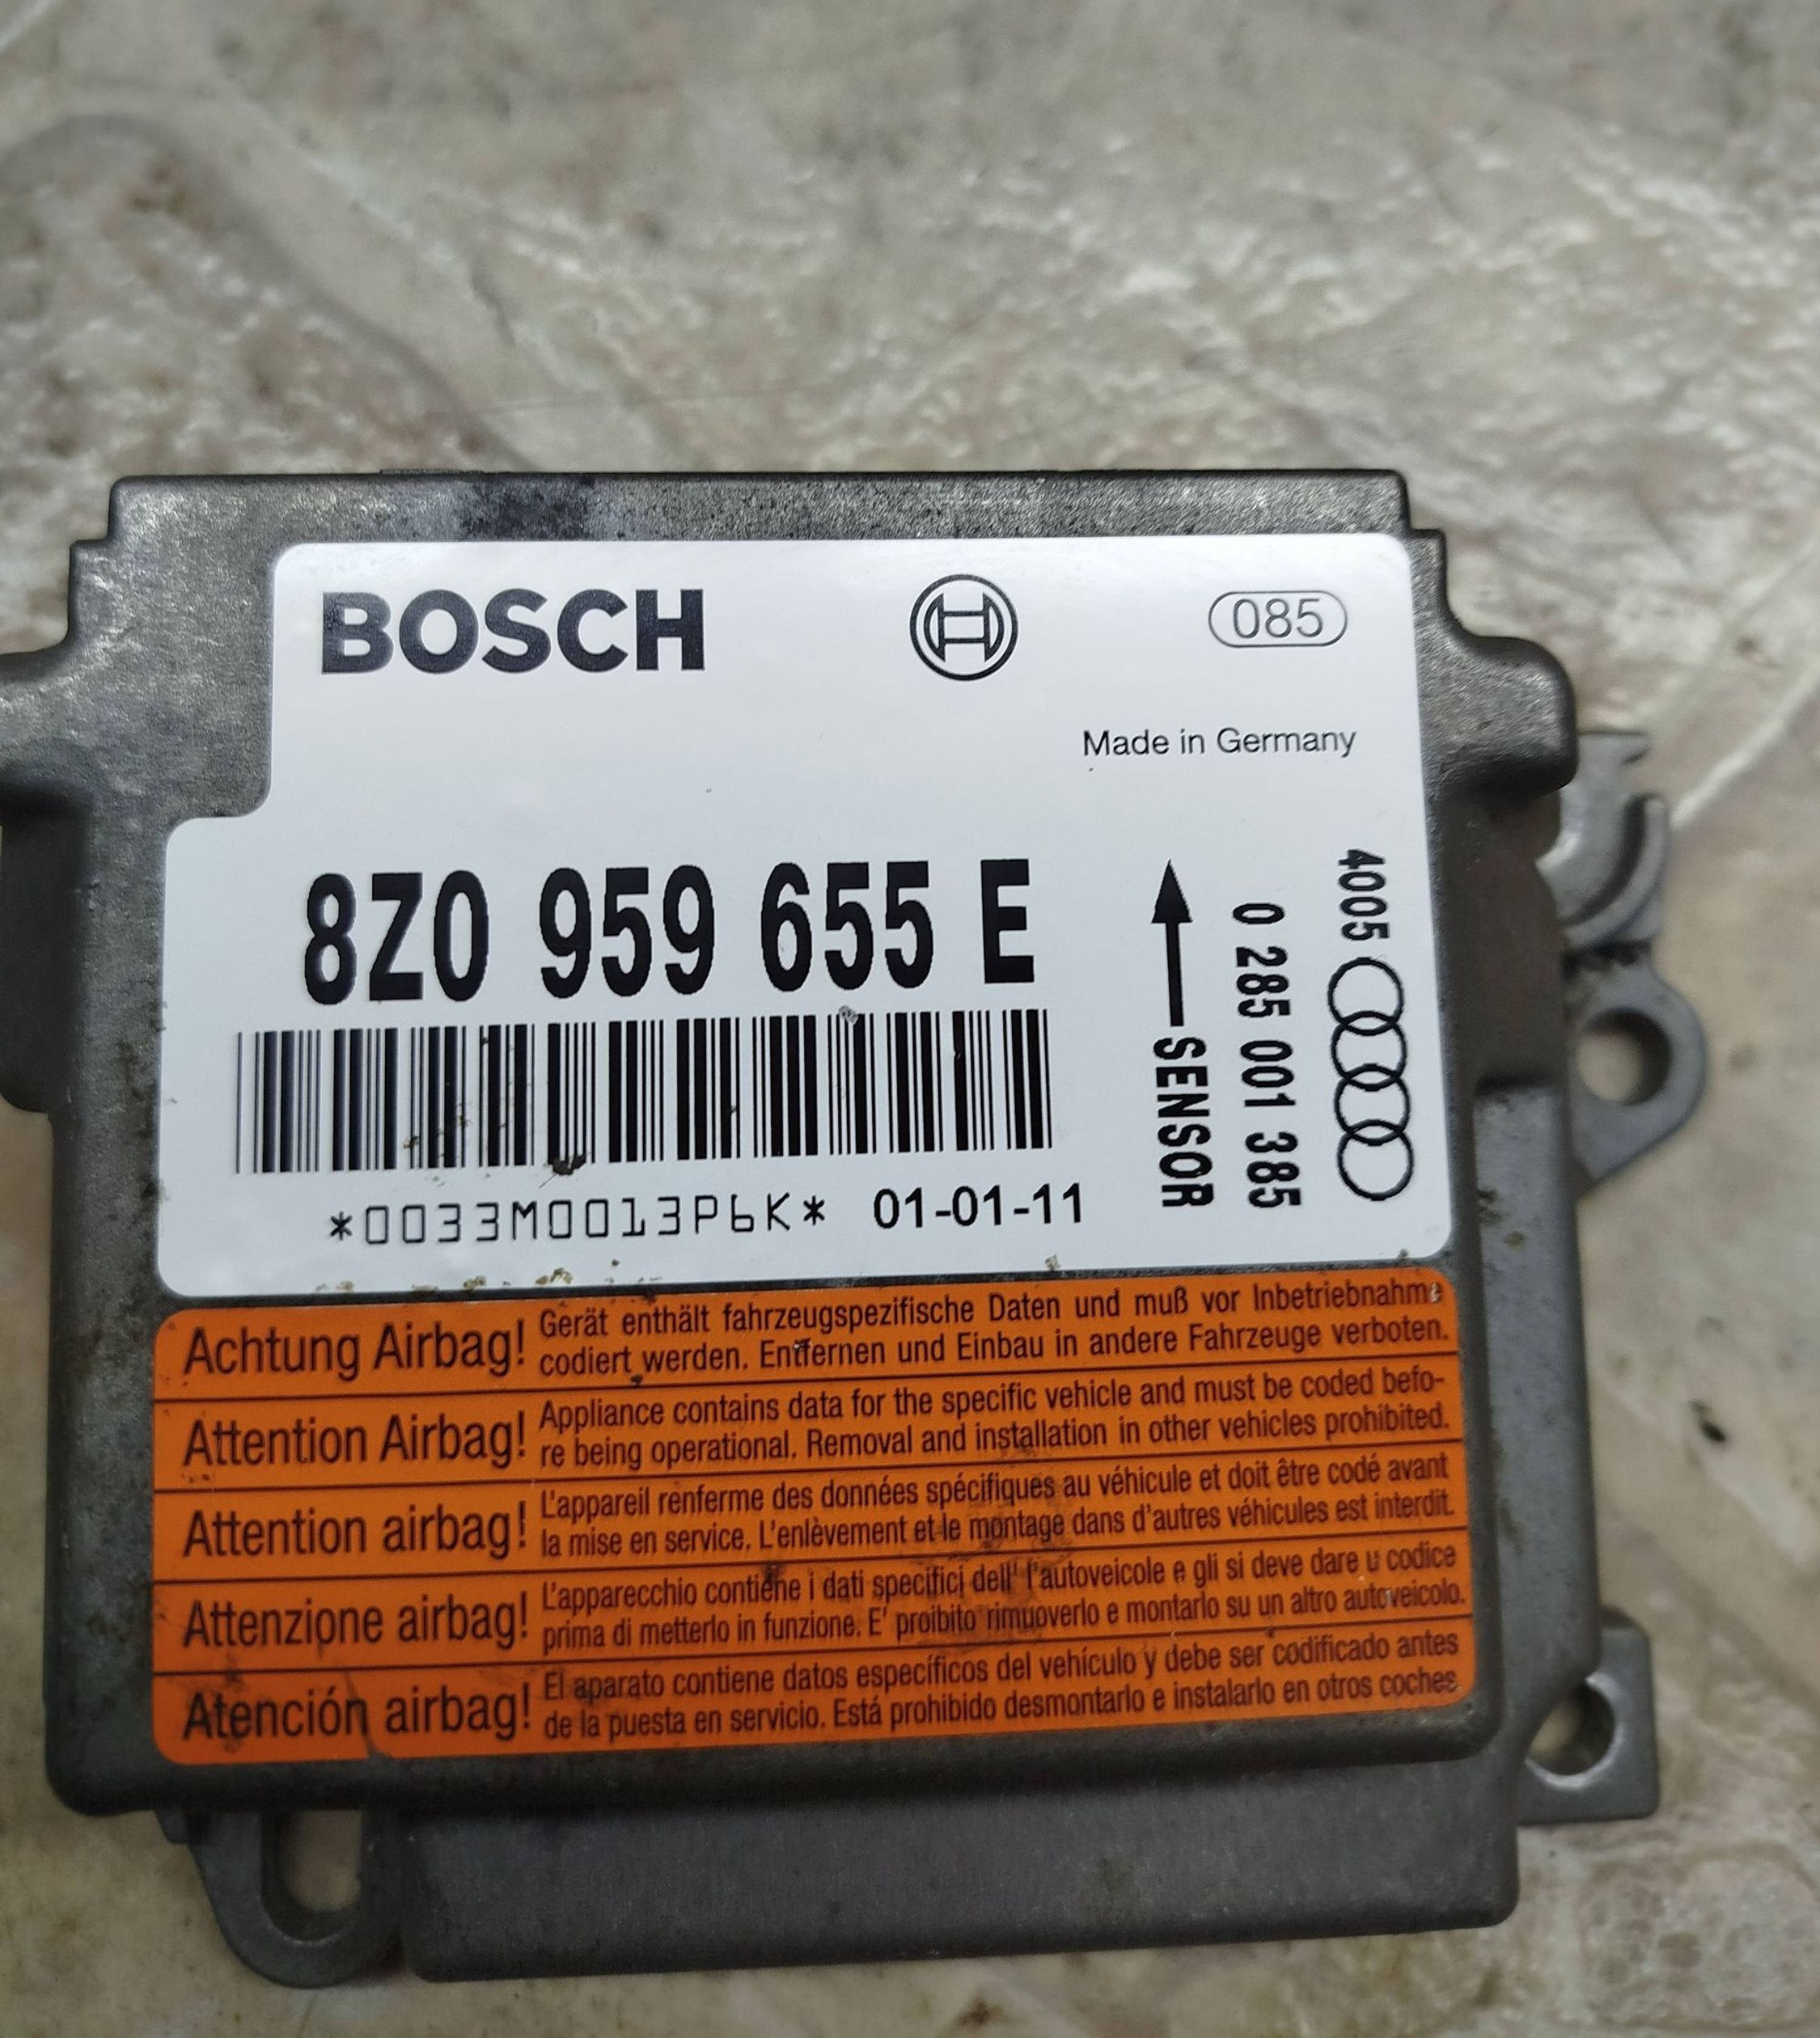 BOSCH
085
Made in Germany
8Z0 959 655 E
SENSOR
0 285 001 385
4005
*0033M0013P6K* 01-01-11
Achtung Airbag! Gerät enthält fahrzeugspezifische Daten und muß vor Inbetriebnahme
codiert werden. Entfernen und Einbau in andere Fahrzeuge verboten.
Attention Airbag! Appliance contains data for the specific vehicle and must be coded befo-
re being operational. Removal and installation in other vehicles prohibited.
Attention airbag! L'appareil renferme des données spécifiques au véhicule et doit être codé avant
la mise en service. L'enlèvement et le montage dans d'autres véhicules est interdit.
Attenzione airbag! L'apparecchio contiene i dati specifici dell' l'autoveicole e gli si deve dare u codice
prima di metterlo in funzione. E' proibito rimuoverlo e montarlo su un altro autoveicolo.
Atención airbag! El aparato contiene datos específicos del vehículo y debe ser codificado antes
de la puesta en servicio. Está prohibido desmontarlo e instalarlo en otros coches